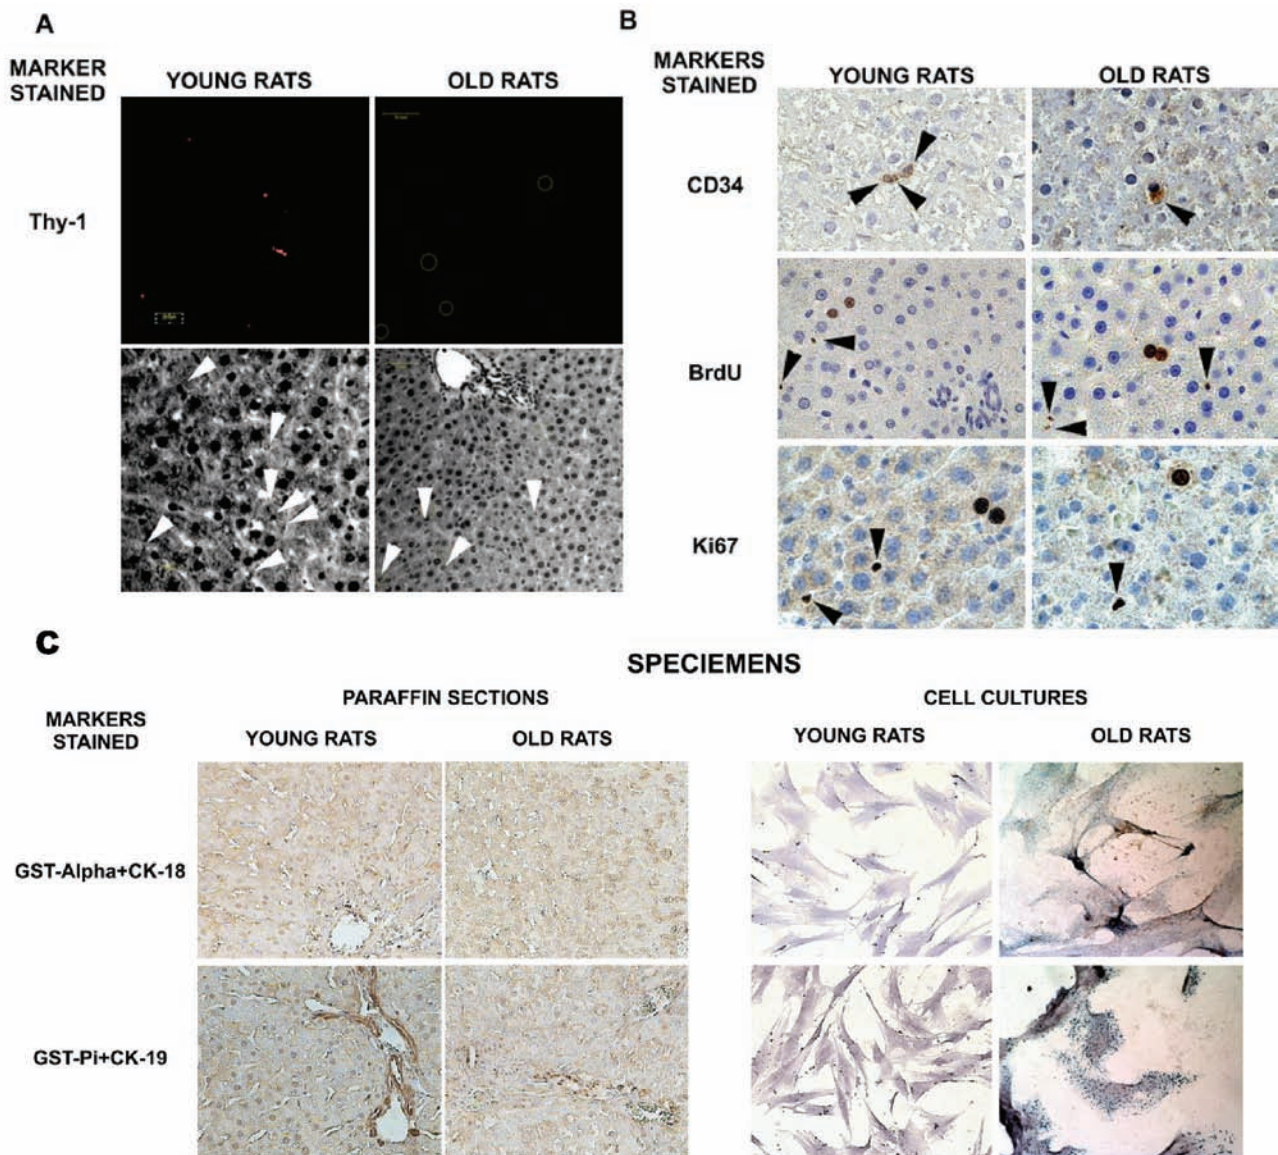 A
MARKER
STAINED
YOUNG RATS
OLD RATS
Thy-1
B
MARKERS
STAINED
YOUNG RATS
OLD RATS
CD34
BrdU
Ki67
C
SPECIEMENS
PARAFFIN SECTIONS
CELL CULTURES
MARKERS
STAINED
YOUNG RATS
OLD RATS
YOUNG RATS
OLD RATS
GST-Alpha+CK-18
GST-Pi+CK-19